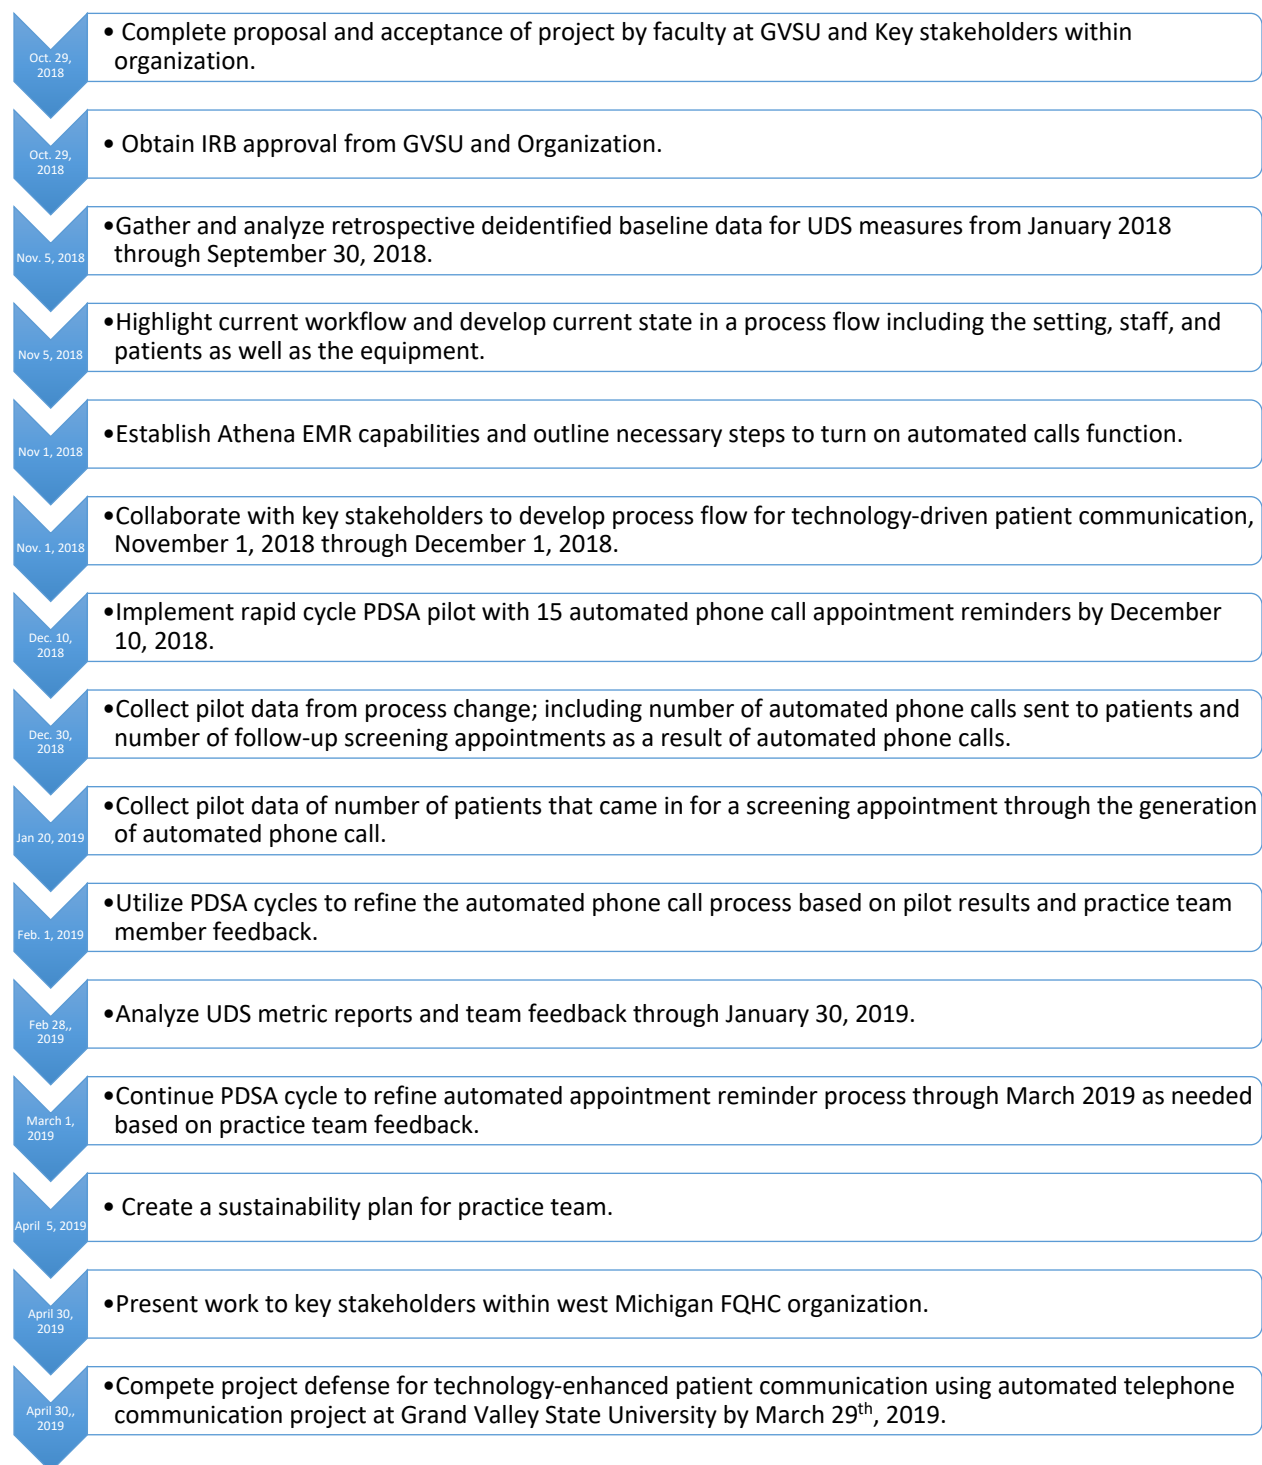 Oct. 29,
2018
• Complete proposal and acceptance of project by faculty at GVSU and Key stakeholders within
organization.
Oct. 29,
2018
• Obtain IRB approval from GVSU and Organization.
Nov. 5, 2018
•Gather and analyze retrospective deidentified baseline data for UDS measures from January 2018
through September 30, 2018.
Nov 5, 2018
•Highlight current workflow and develop current state in a process flow including the setting, staff, and
patients as well as the equipment.
Nov 1, 2018
•Establish Athena EMR capabilities and outline necessary steps to turn on automated calls function.
Nov. 1, 2018
•Collaborate with key stakeholders to develop process flow for technology-driven patient communication,
November 1, 2018 through December 1, 2018.
Dec. 10,
2018
•Implement rapid cycle PDSA pilot with 15 automated phone call appointment reminders by December
10, 2018.
Dec. 30,
2018
•Collect pilot data from process change; including number of automated phone calls sent to patients and
number of follow-up screening appointments as a result of automated phone calls.
Jan 20, 2019
•Collect pilot data of number of patients that came in for a screening appointment through the generation
of automated phone call.
Feb. 1, 2019
•Utilize PDSA cycles to refine the automated phone call process based on pilot results and practice team
member feedback.
Feb 28,,
2019
•Analyze UDS metric reports and team feedback through January 30, 2019.
March 1,
2019
•Continue PDSA cycle to refine automated appointment reminder process through March 2019 as needed
based on practice team feedback.
April 5, 2019
• Create a sustainability plan for practice team.
April 30,
2019
•Present work to key stakeholders within west Michigan FQHC organization.
April 30,,
2019
•Compete project defense for technology-enhanced patient communication using automated telephone
communication project at Grand Valley State University by March 29th, 2019.